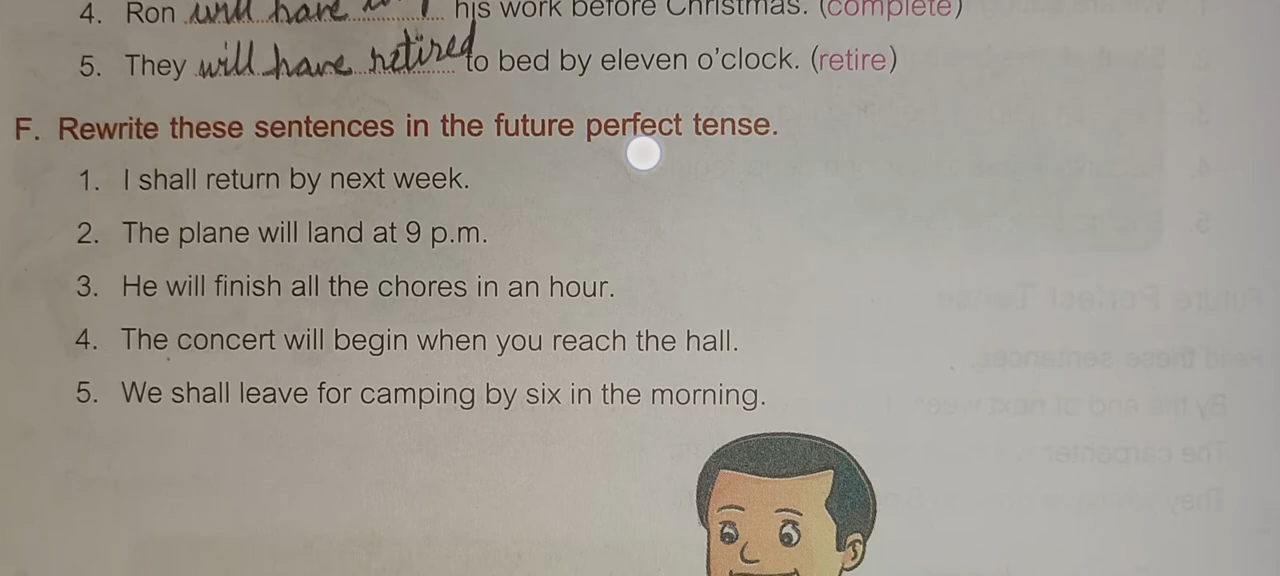 4. Ron will have his work before Christmas. (complete)
5. They will have retired to bed by eleven o'clock. (retire)
F. Rewrite these sentences in the future perfect tense.
1. I shall return by next week.
2. The plane will land at 9 p.m.
3. He will finish all the chores in an hour.
4. The concert will begin when you reach the hall.
5. We shall leave for camping by six in the morning.